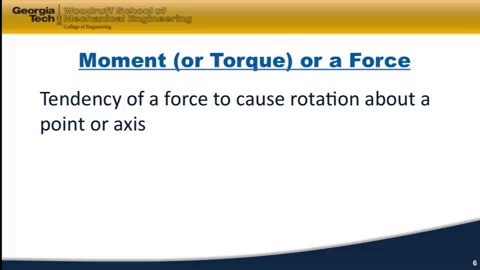 Georgia Tech
Woodruff School of
Mechanical Engineering
College of Engineering
Moment (or Torque) or a Force
Tendency of a force to cause rotation about a
point or axis
6